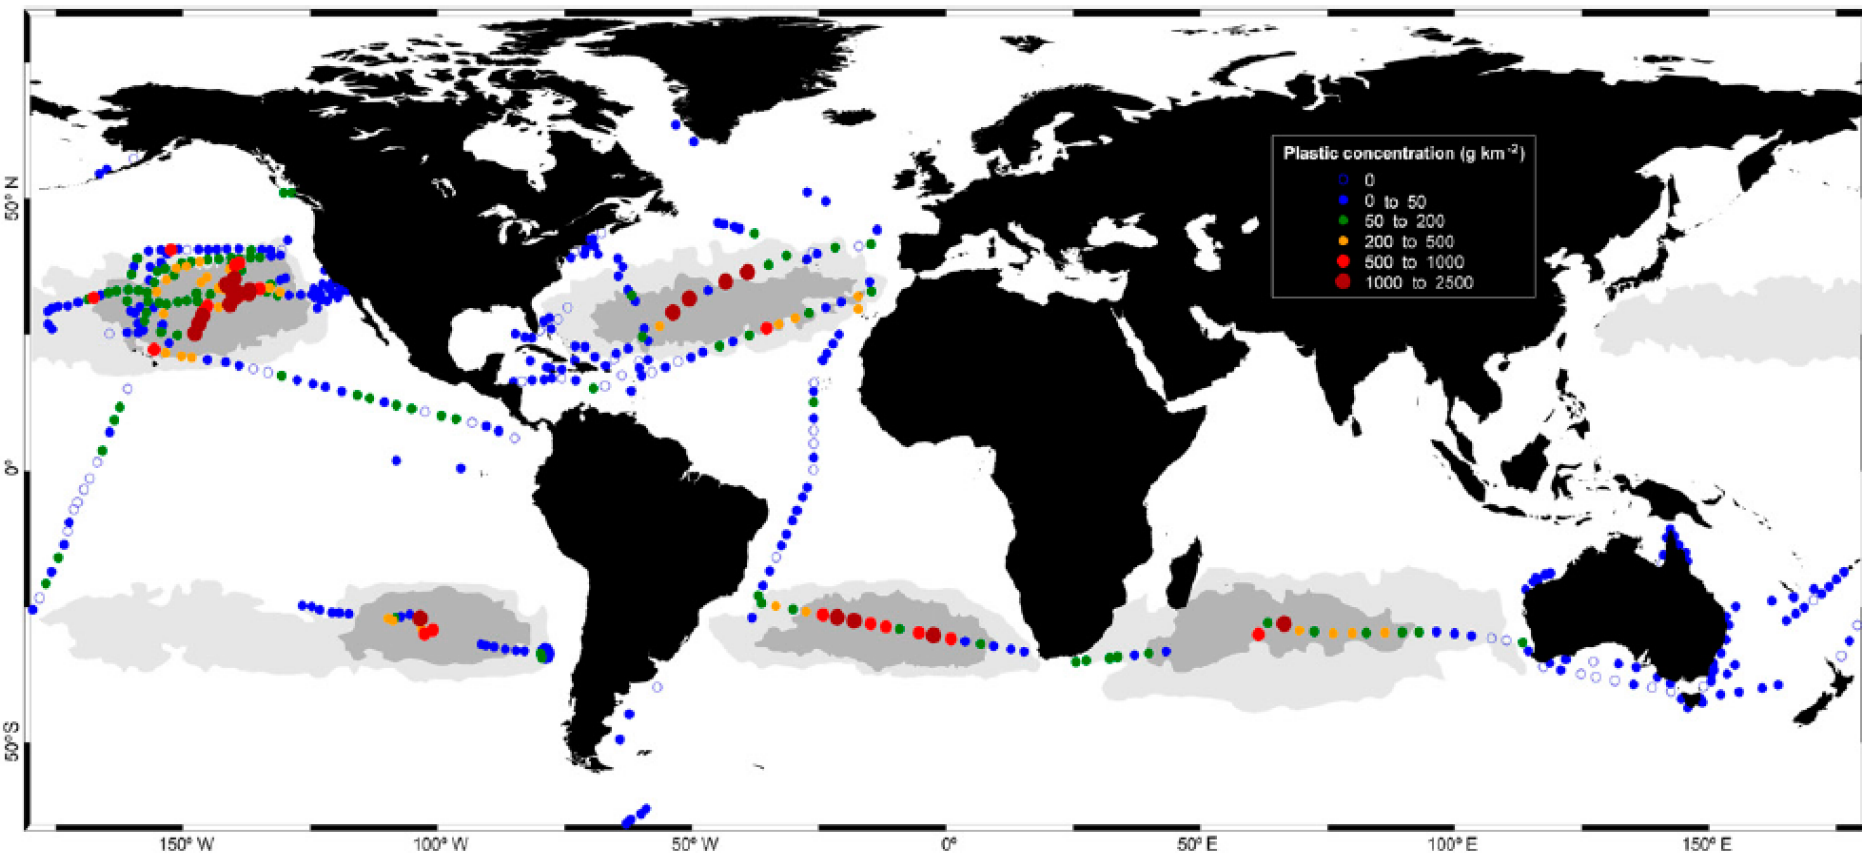 50° N
0°
50°S
Plastic concentration (g km-2)
0
0 to 50
50 to 200
200 to 500
500 to 1000
1000 to 2500
150° W
100° W
50° W
0°
50° E
100° E
150° E